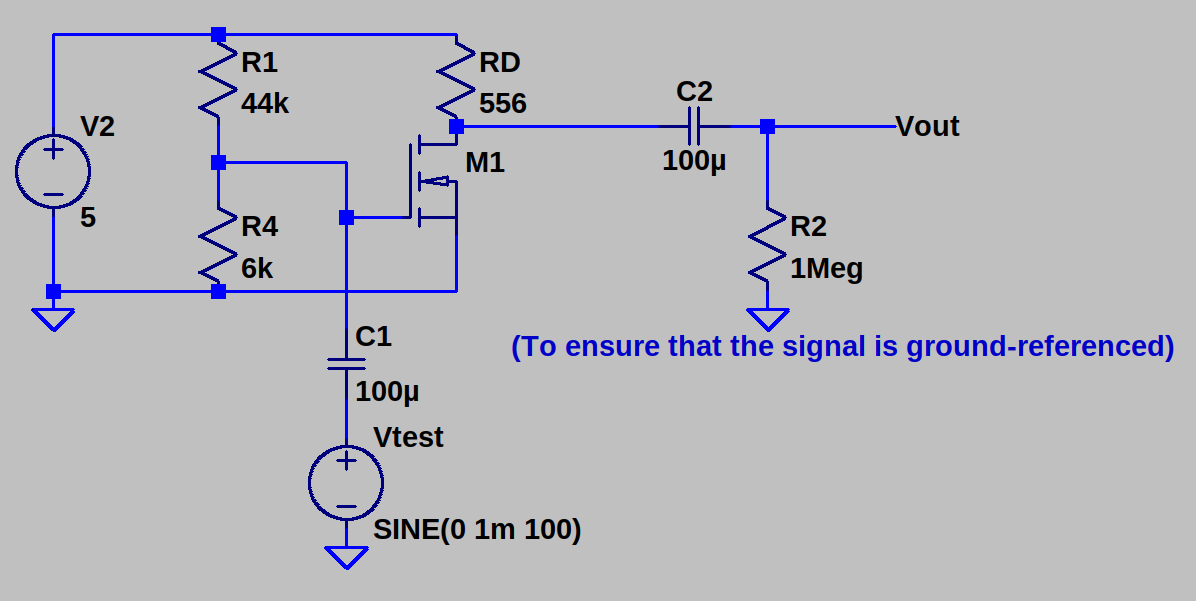 R1
44k
RD
556
C2
100µ
Vout
V2
5
M1
R4
6k
R2
1Meg
(To ensure that the signal is ground-referenced)
C1
100µ
Vtest
SINE(0 1m 100)